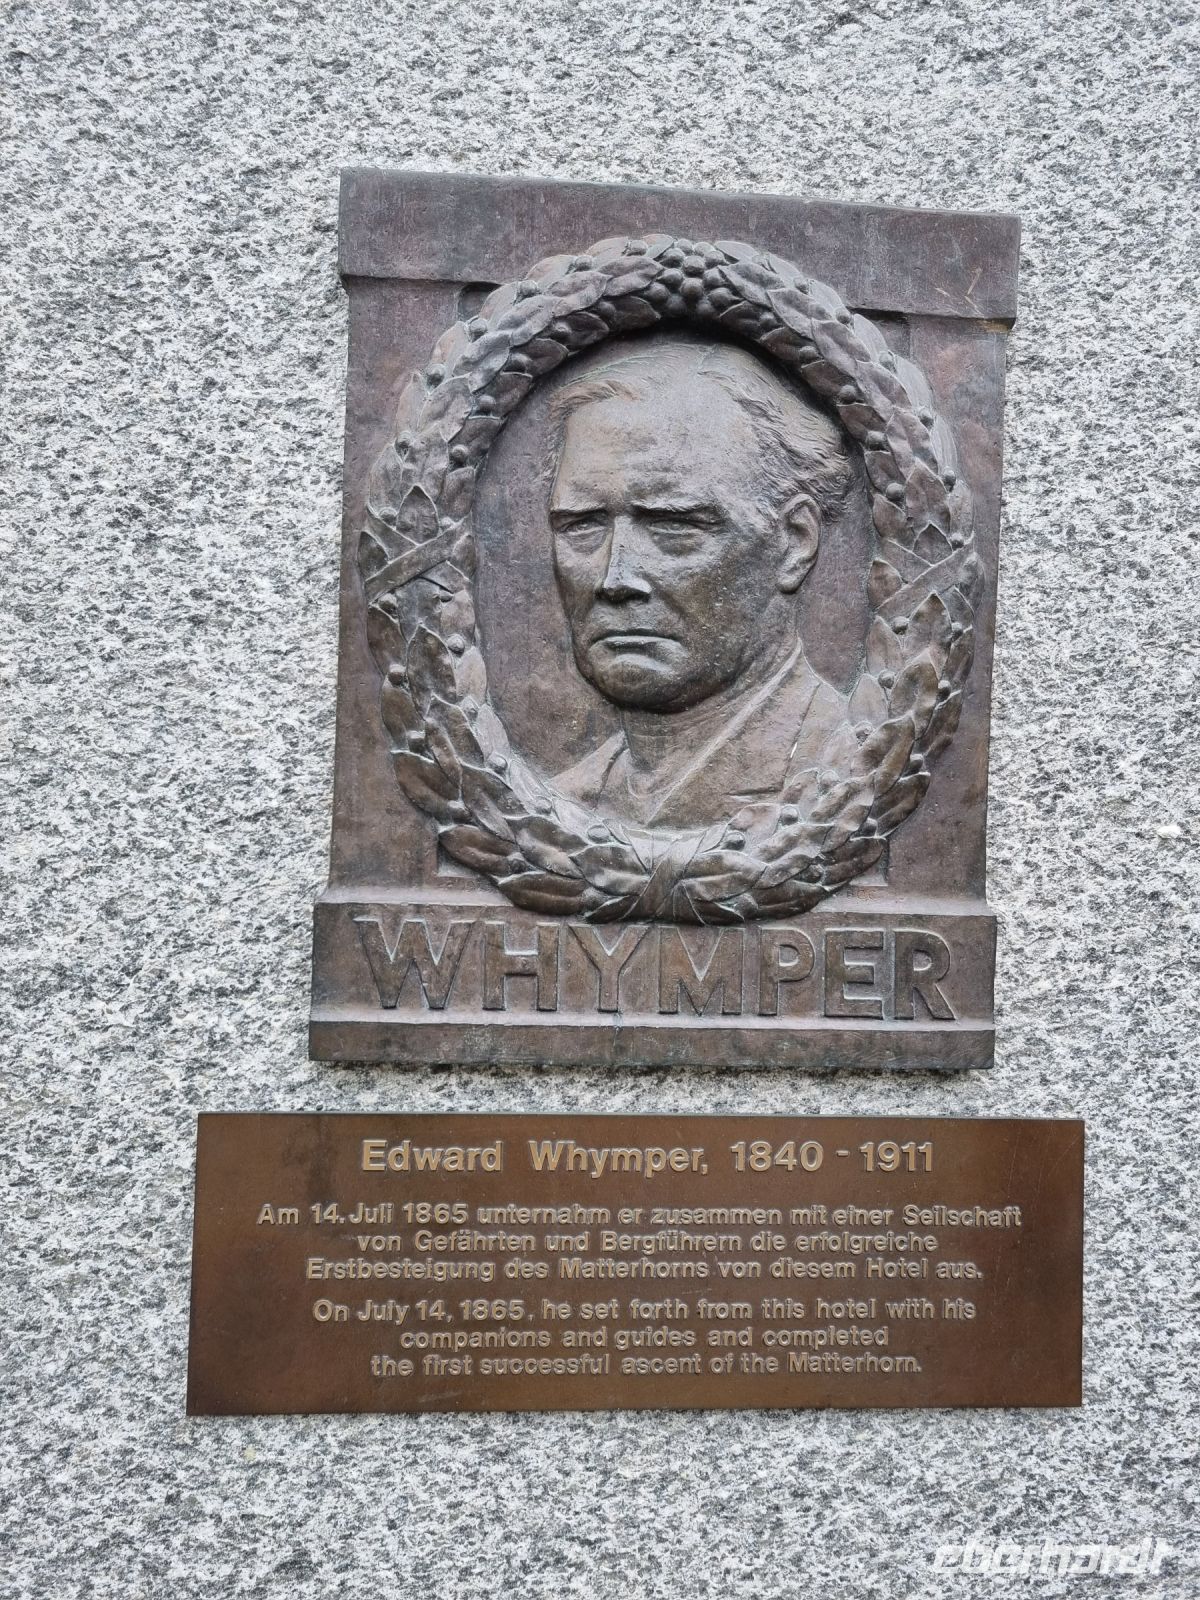 WHYMPER
Edward Whymper, 1840 - 1911
Am 14. Juli 1865 unternahm er zusammen mit einer Seilschaft
von Gefährten und Bergführern die erfolgreiche
Erstbesteigung des Matterhorns von diesem Hotel aus.
On July 14, 1865, he set forth from this hotel with his
companions and guides and completed
the first successful ascent of the Matterhorn.
eberhardt